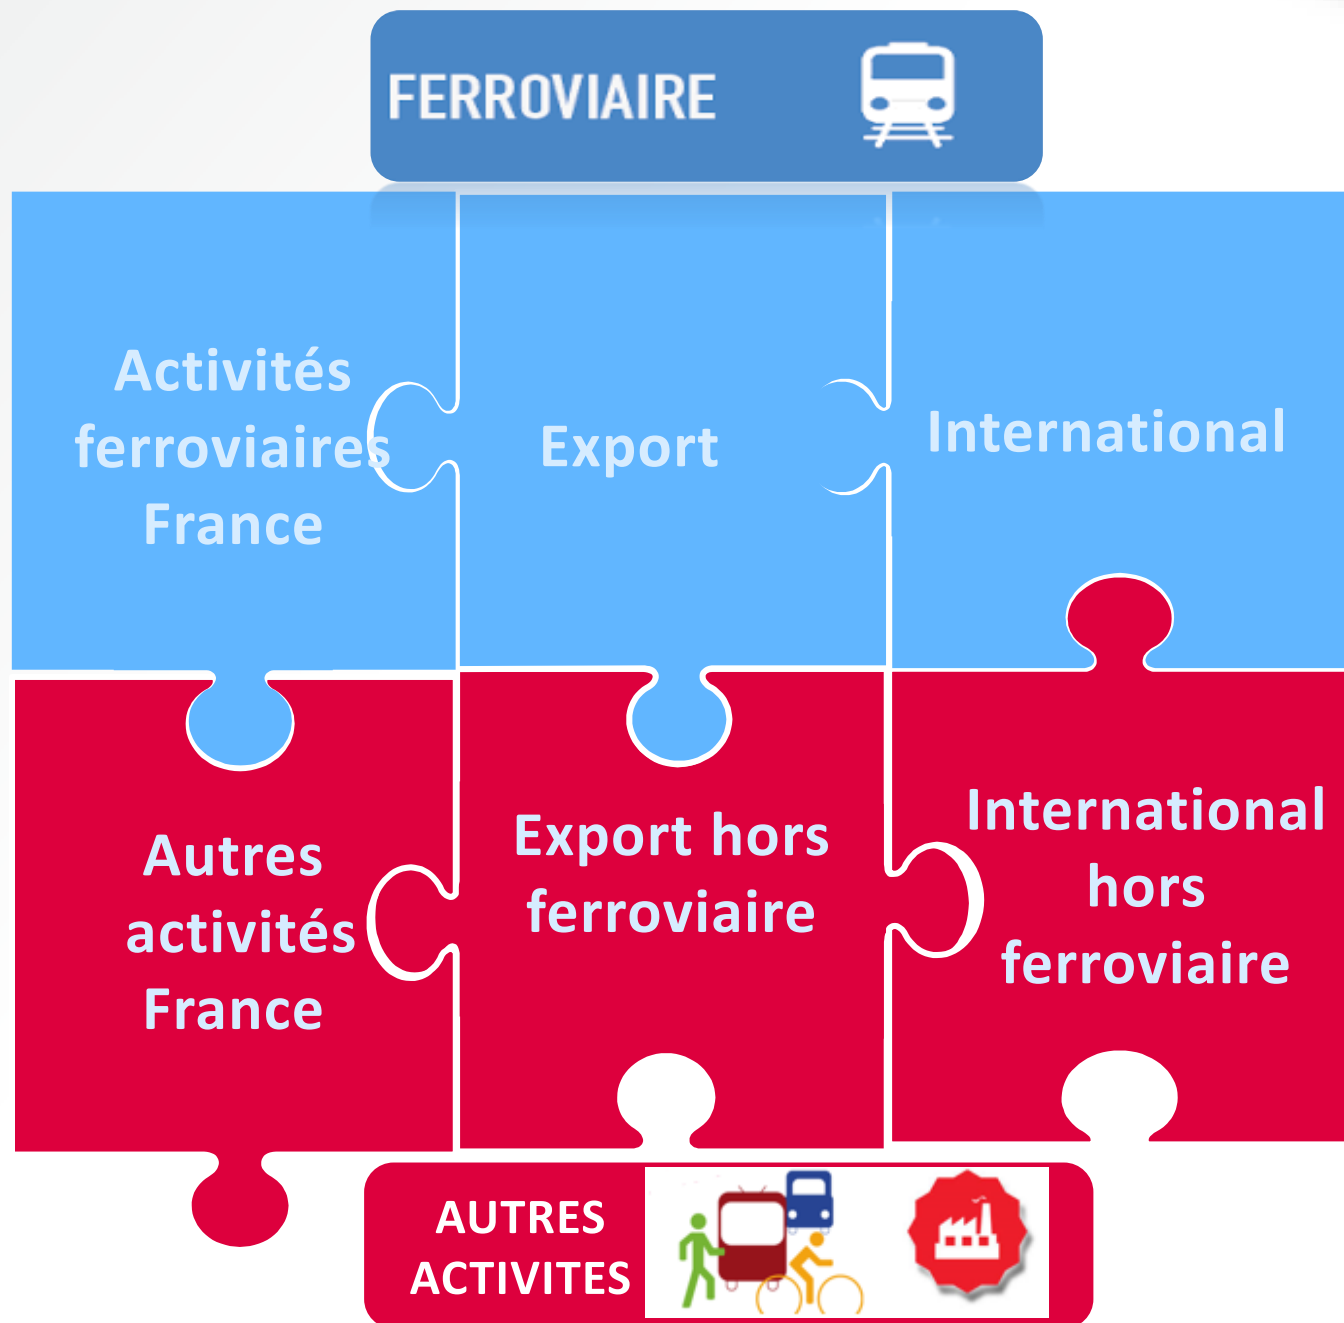 FERROVIAIRE
Activités
ferroviaires
France
Export
International
Autres
activités
France
Export hors
ferroviaire
International
hors
ferroviaire
AUTRES
ACTIVITES